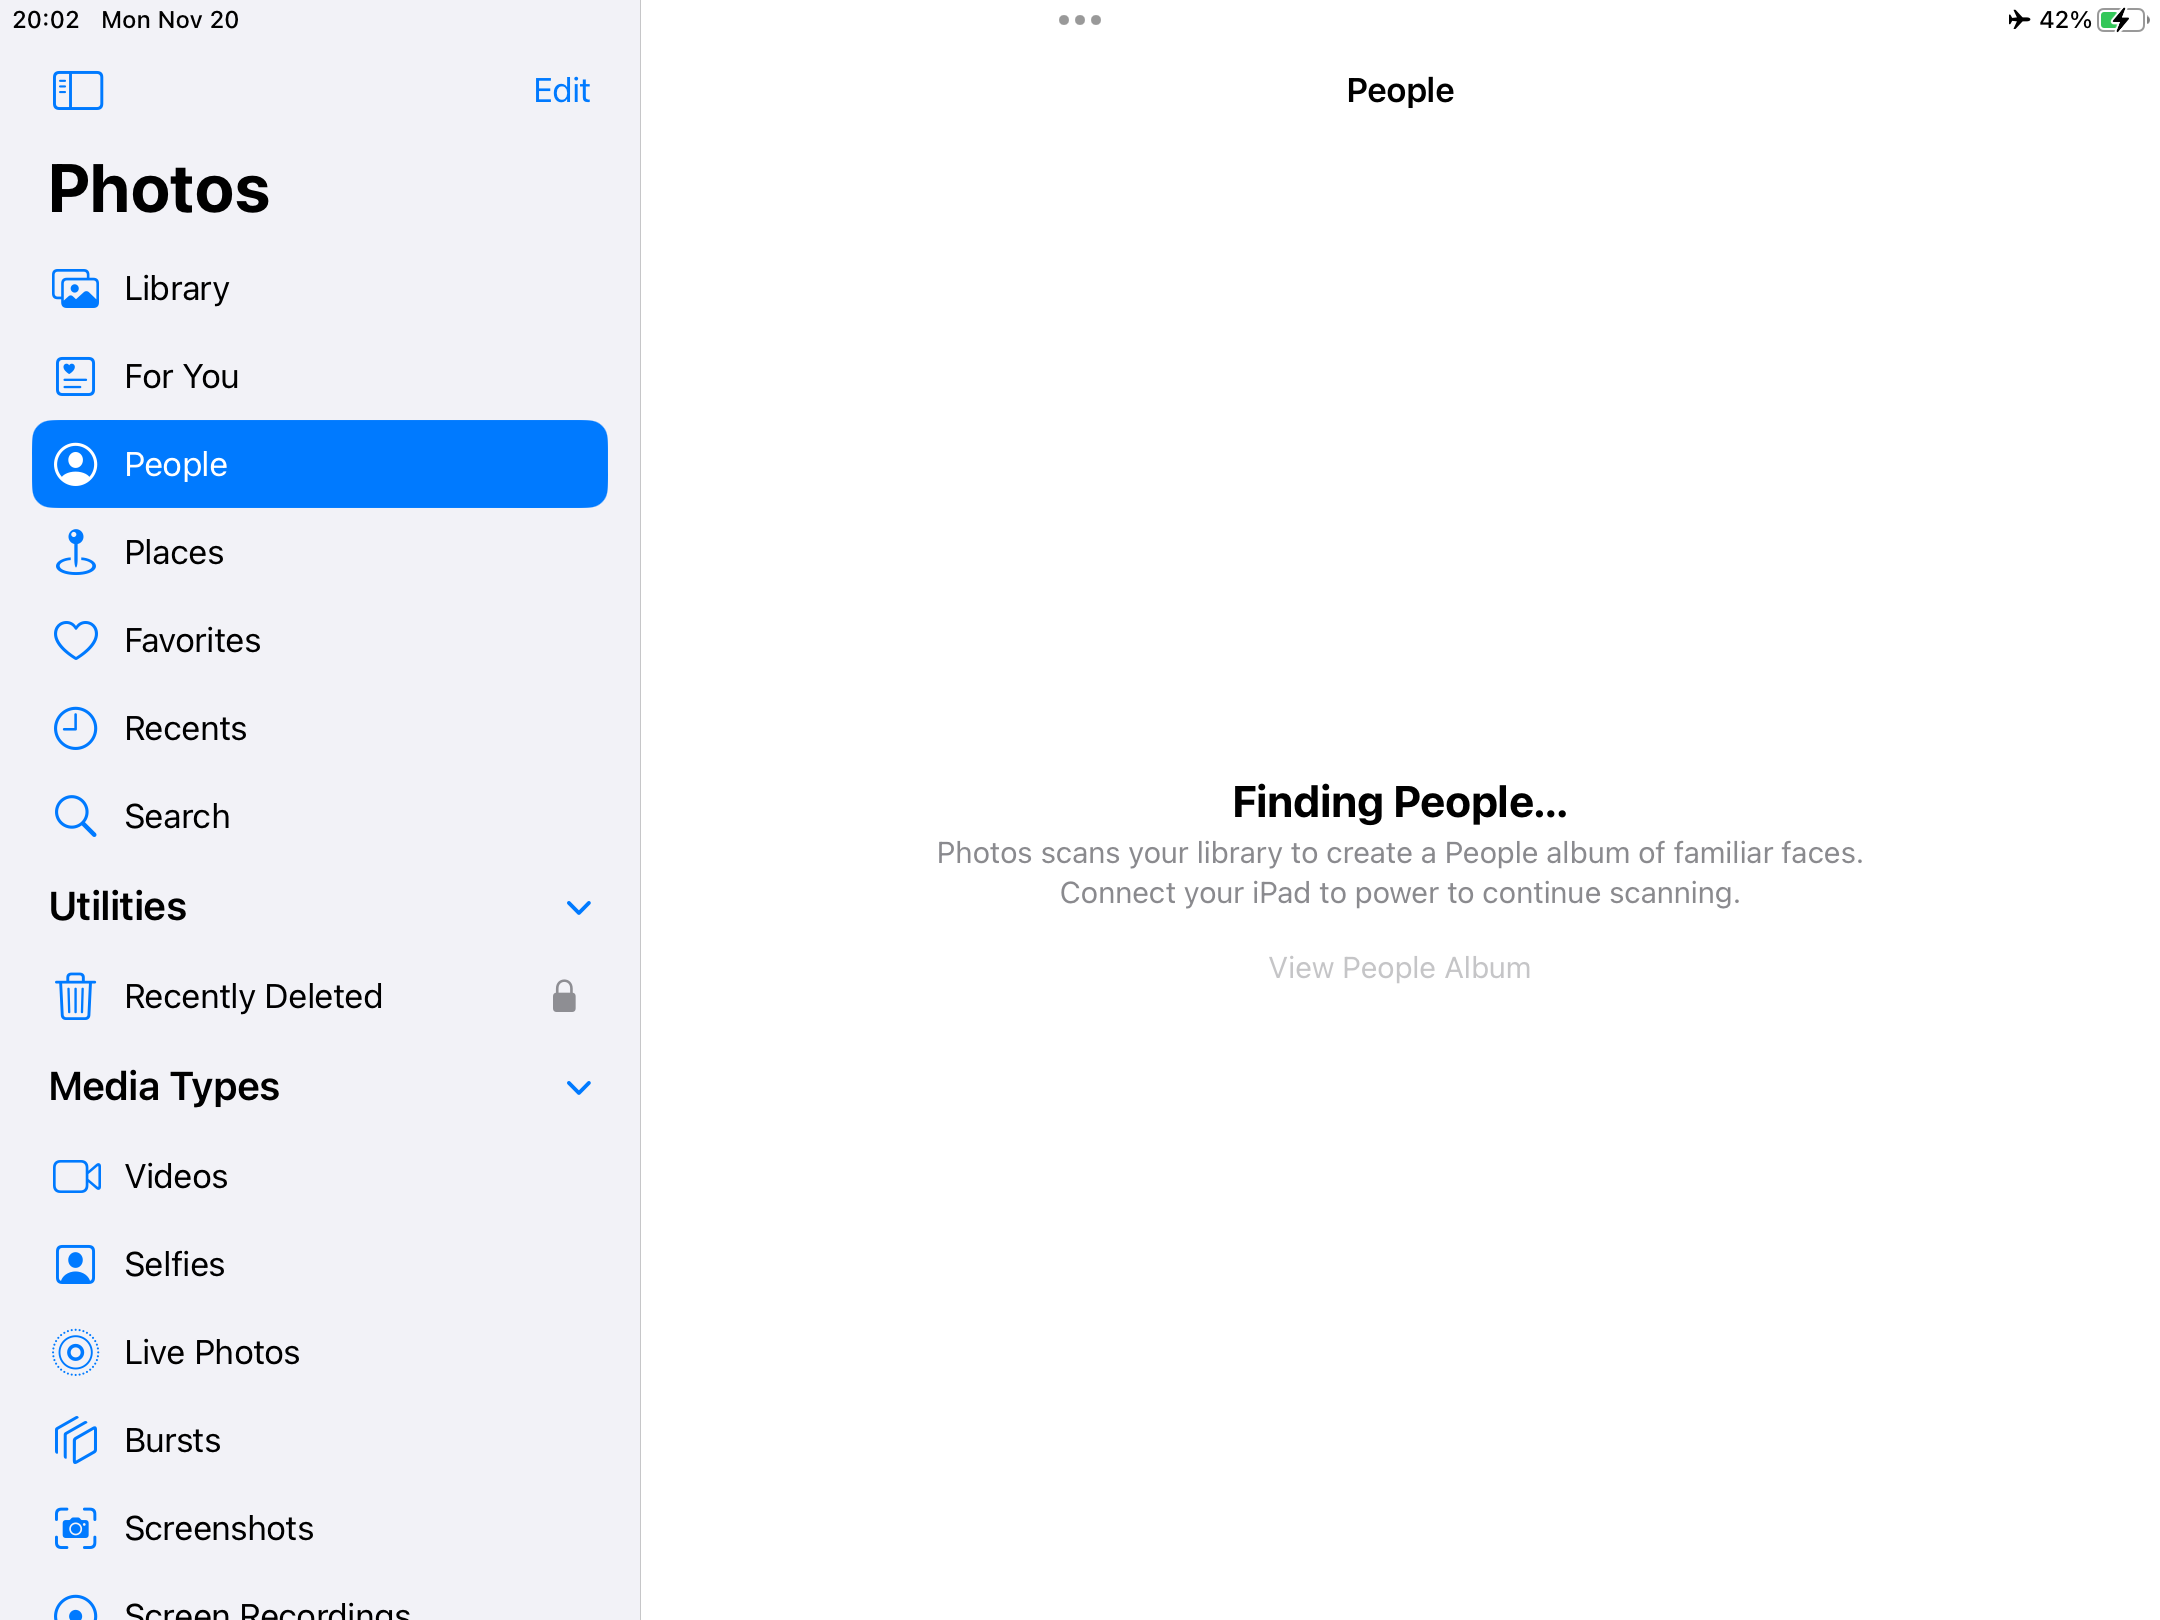 20:02 Mon Nov 20
42%
Edit
Photos
Library
For You
People
Places
Favorites
Recents
Search
Utilities
Recently Deleted
Media Types
Videos
Selfies
Live Photos
Bursts
Screenshots
Screen Recordings
People
Finding People...
Photos scans your library to create a People album of familiar faces.
Connect your iPad to power to continue scanning.
View People Album